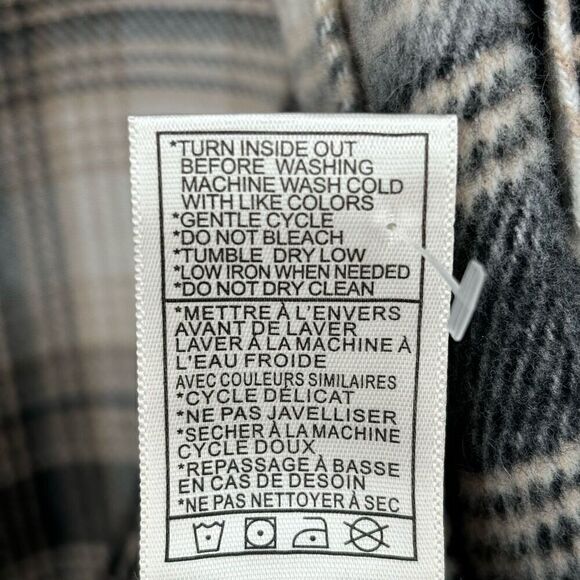 *TURN INSIDE OUT
BEFORE WASHING
MACHINE WASH COLD
WITH LIKE COLORS
*GENTLE CYCLE
*DO NOT BLEACH
*TUMBLE DRY LOW
*LOW IRON WHEN NEEDED
*DO NOT DRY CLEAN
*METTRE À L'ENVERS
AVANT DE LAVER
LAVER À LA MACHINE À
L'EAU FROIDE
AVEC COULEURS SIMILAIRES
*CYCLE DÉLICAT
*NE PAS JAVELLISER
*SÉCHER À LA MACHINE
CYCLE DOUX
*REPASSAGE À BASSE
EN CAS DE DESOIN
*NE PAS NETTOYER À SEC